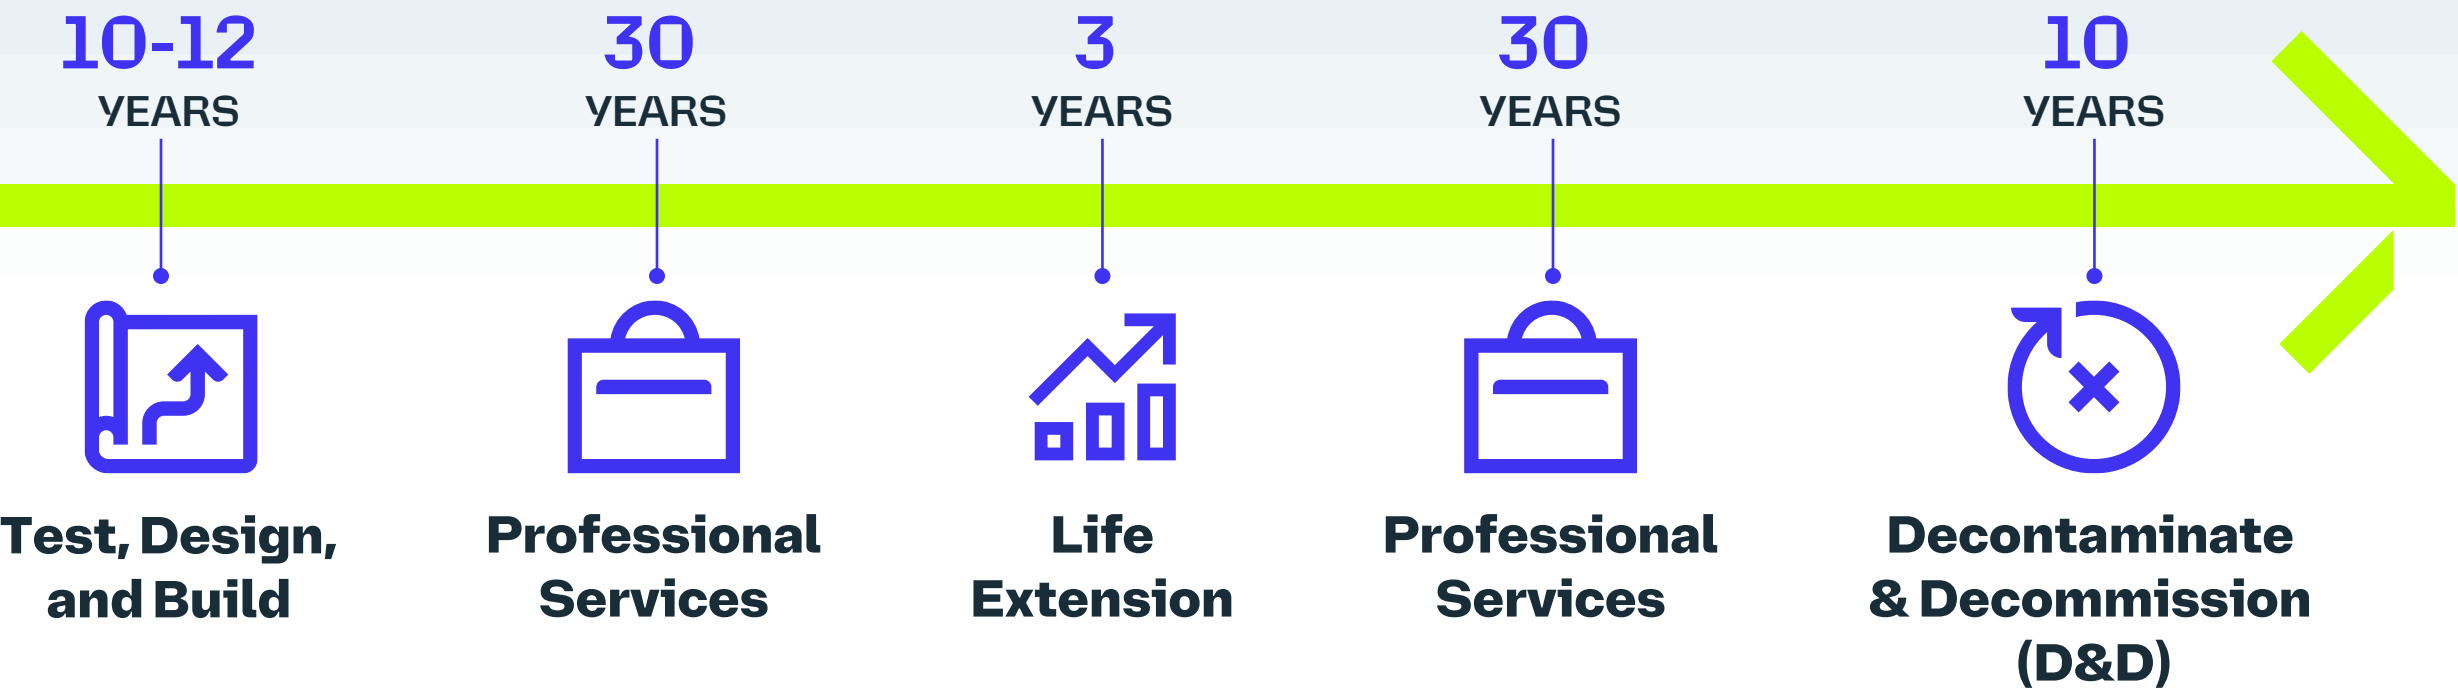 10-12
YEARS
Test, Design,
and Build
30
YEARS
Professional
Services
3
YEARS
Life
Extension
30
YEARS
Professional
Services
10
YEARS
Decontaminate
& Decommission
(D&D)